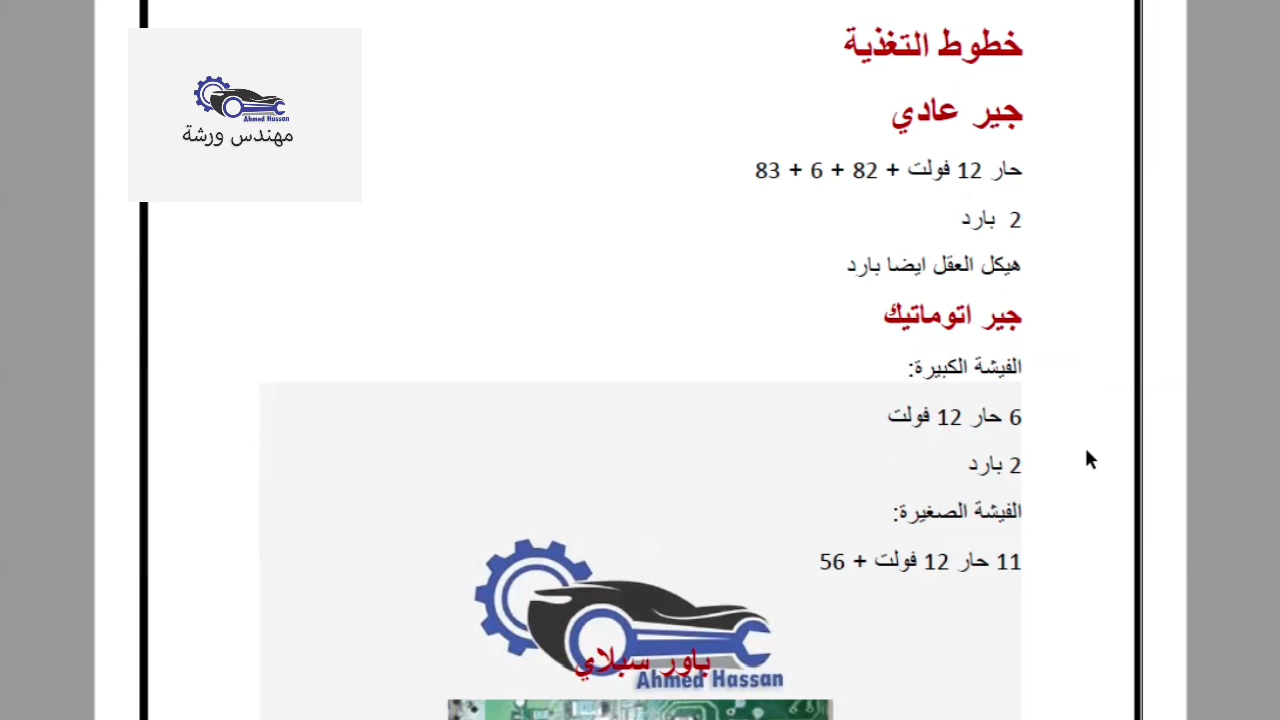 Ahmed Hassan
مهندس ورشة
خطوط التغذية
جير عادي
حار 12 فولت + 82 + 6 + 83
2 بارد
هيكل العقل ايضا بارد
جير اتوماتيك
الفيشة الكبيرة:
6 حار 12 فولت
2 بارد
الفيشة الصغيرة:
11 حار 12 فولت + 56
باور سبلاي
Ahmed Hassan